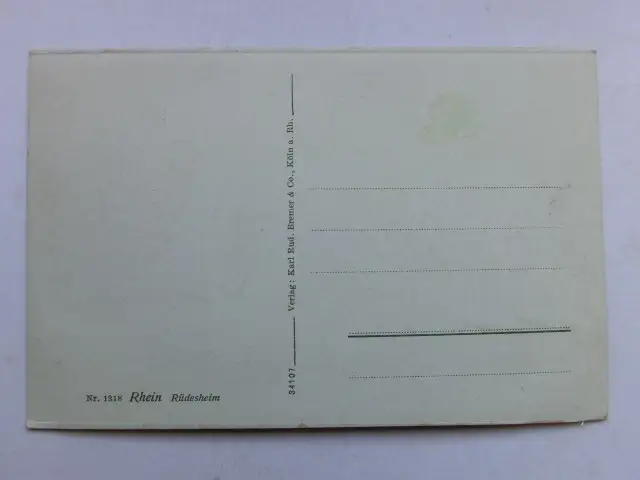 Nr. 1318 Rhein Rüdesheim
34107
Verlag: Karl Rud. Bremer & Co., Köln a. Rh.